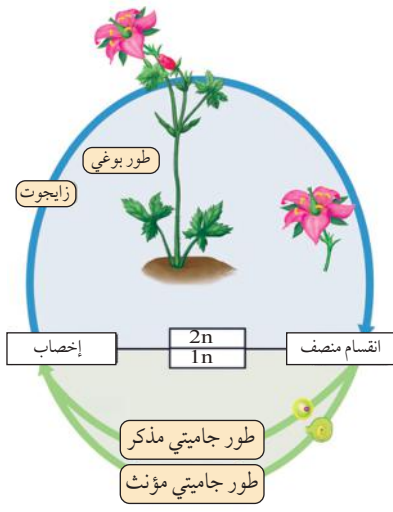 طور بوغي
زايجوت
انقسام منصف
2n
1n
إخصاب
طور جاميتي مذكر
طور جاميتي مؤنث